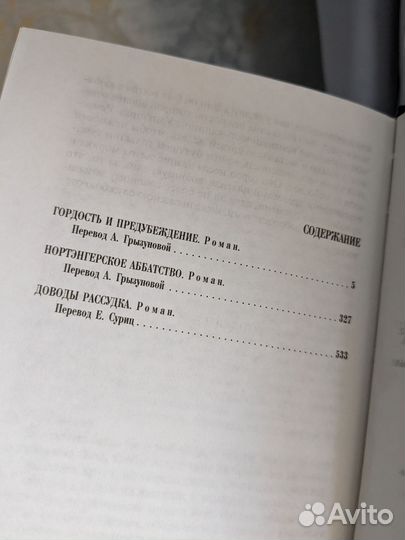 СОДЕРЖАНИЕ
ГОРДОСТЬ И ПРЕДУБЕЖДЕНИЕ. Роман.
Перевод А. Грызуновой . . . . . . . . . . . . . . . . . . . . . . . . . . . . . . 5
НОРТЭНГЕРСКОЕ АББАТСТВО. Роман.
Перевод А. Грызуновой . . . . . . . . . . . . . . . . . . . . . . . . . . . . 327
ДОВОДЫ РАССУДКА. Роман.
Перевод Е. Суриц . . . . . . . . . . . . . . . . . . . . . . . . . . . . . . . . . 533
Avito